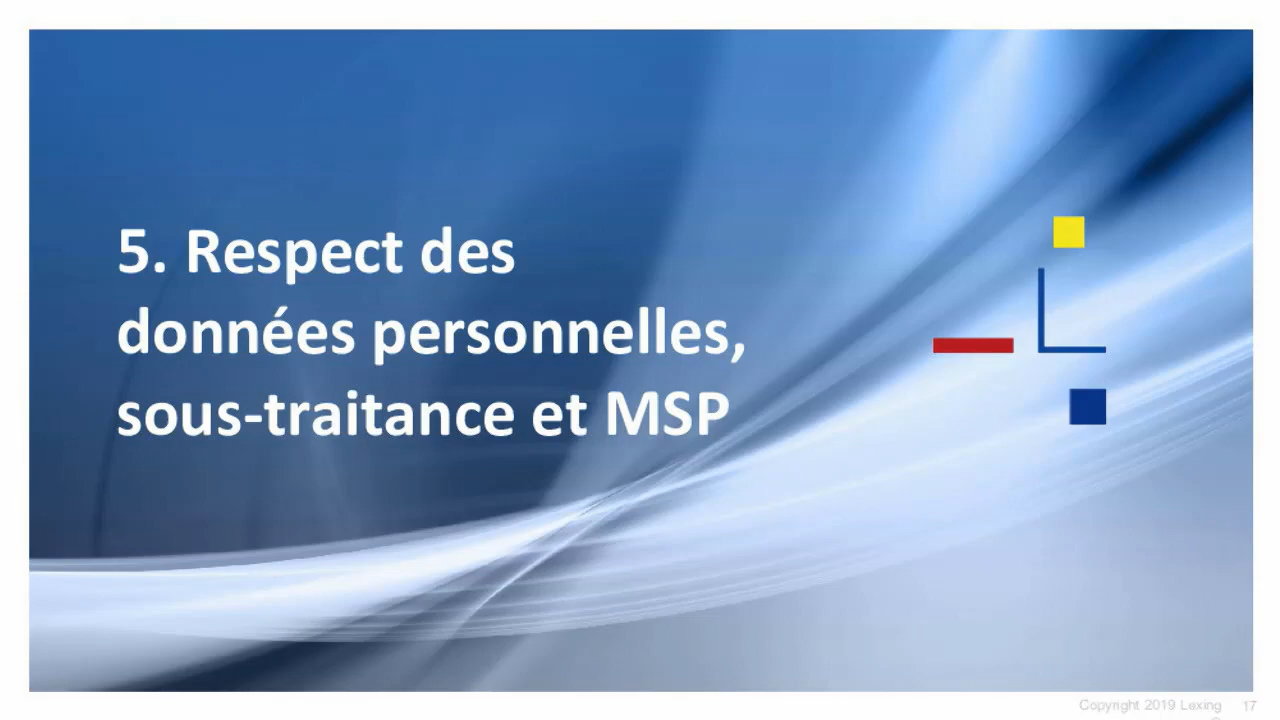 5. Respect des
données personnelles,
sous-traitance et MSP
Copyright 2019 Lexing 17